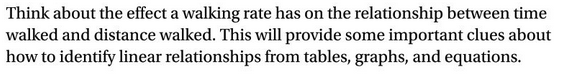 Think about the effect a walking rate has on the relationship between time
walked and distance walked. This will provide some important clues about
how to identify linear relationships from tables, graphs, and equations.